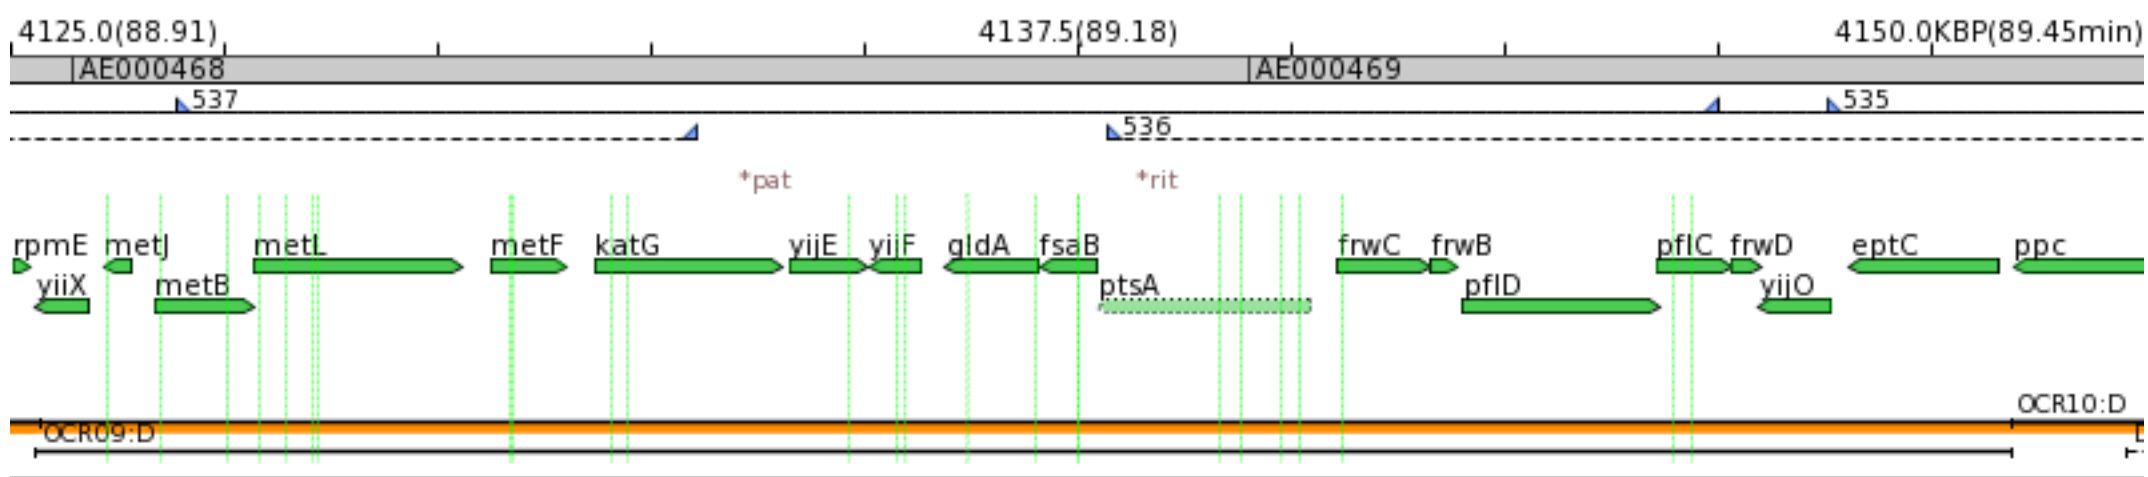 4125.0(88.91) 4137.5(89.18) 4150.0KBP(89.45min)
AE000468 AE000469
537 535
536
*pat *rit
rpmE metJ metL metF katG yijE yijF gldA fsaB frwC frwB pflC frwD eptC ppc
yiiX metB ptsA pflD yijO
OCR10:D
OCR09:D